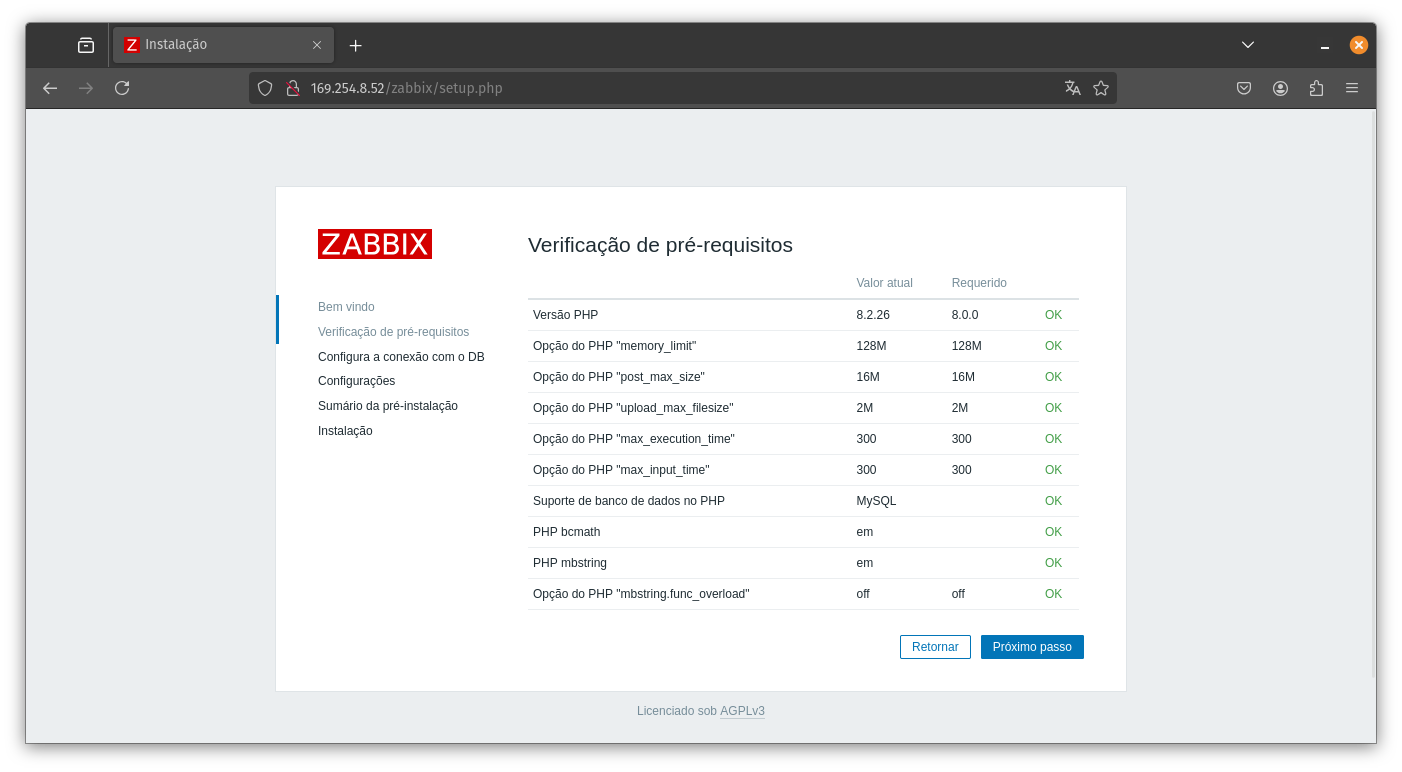 Instalação
169.254.8.52/zabbix/setup.php
ZABBIX
Bem vindo
Verificação de pré-requisitos
Configura a conexão com o DB
Configurações
Sumário da pré-instalação
Instalação
Verificação de pré-requisitos
Valor atual Requerido
Versão PHP 8.2.26 8.0.0 OK
Opção do PHP "memory_limit" 128M 128M OK
Opção do PHP "post_max_size" 16M 16M OK
Opção do PHP "upload_max_filesize" 2M 2M OK
Opção do PHP "max_execution_time" 300 300 OK
Opção do PHP "max_input_time" 300 300 OK
Suporte de banco de dados no PHP MySQL OK
PHP bcmath em OK
PHP mbstring em OK
Opção do PHP "mbstring.func_overload" off off OK
Retornar Próximo passo
Licenciado sob AGPLv3